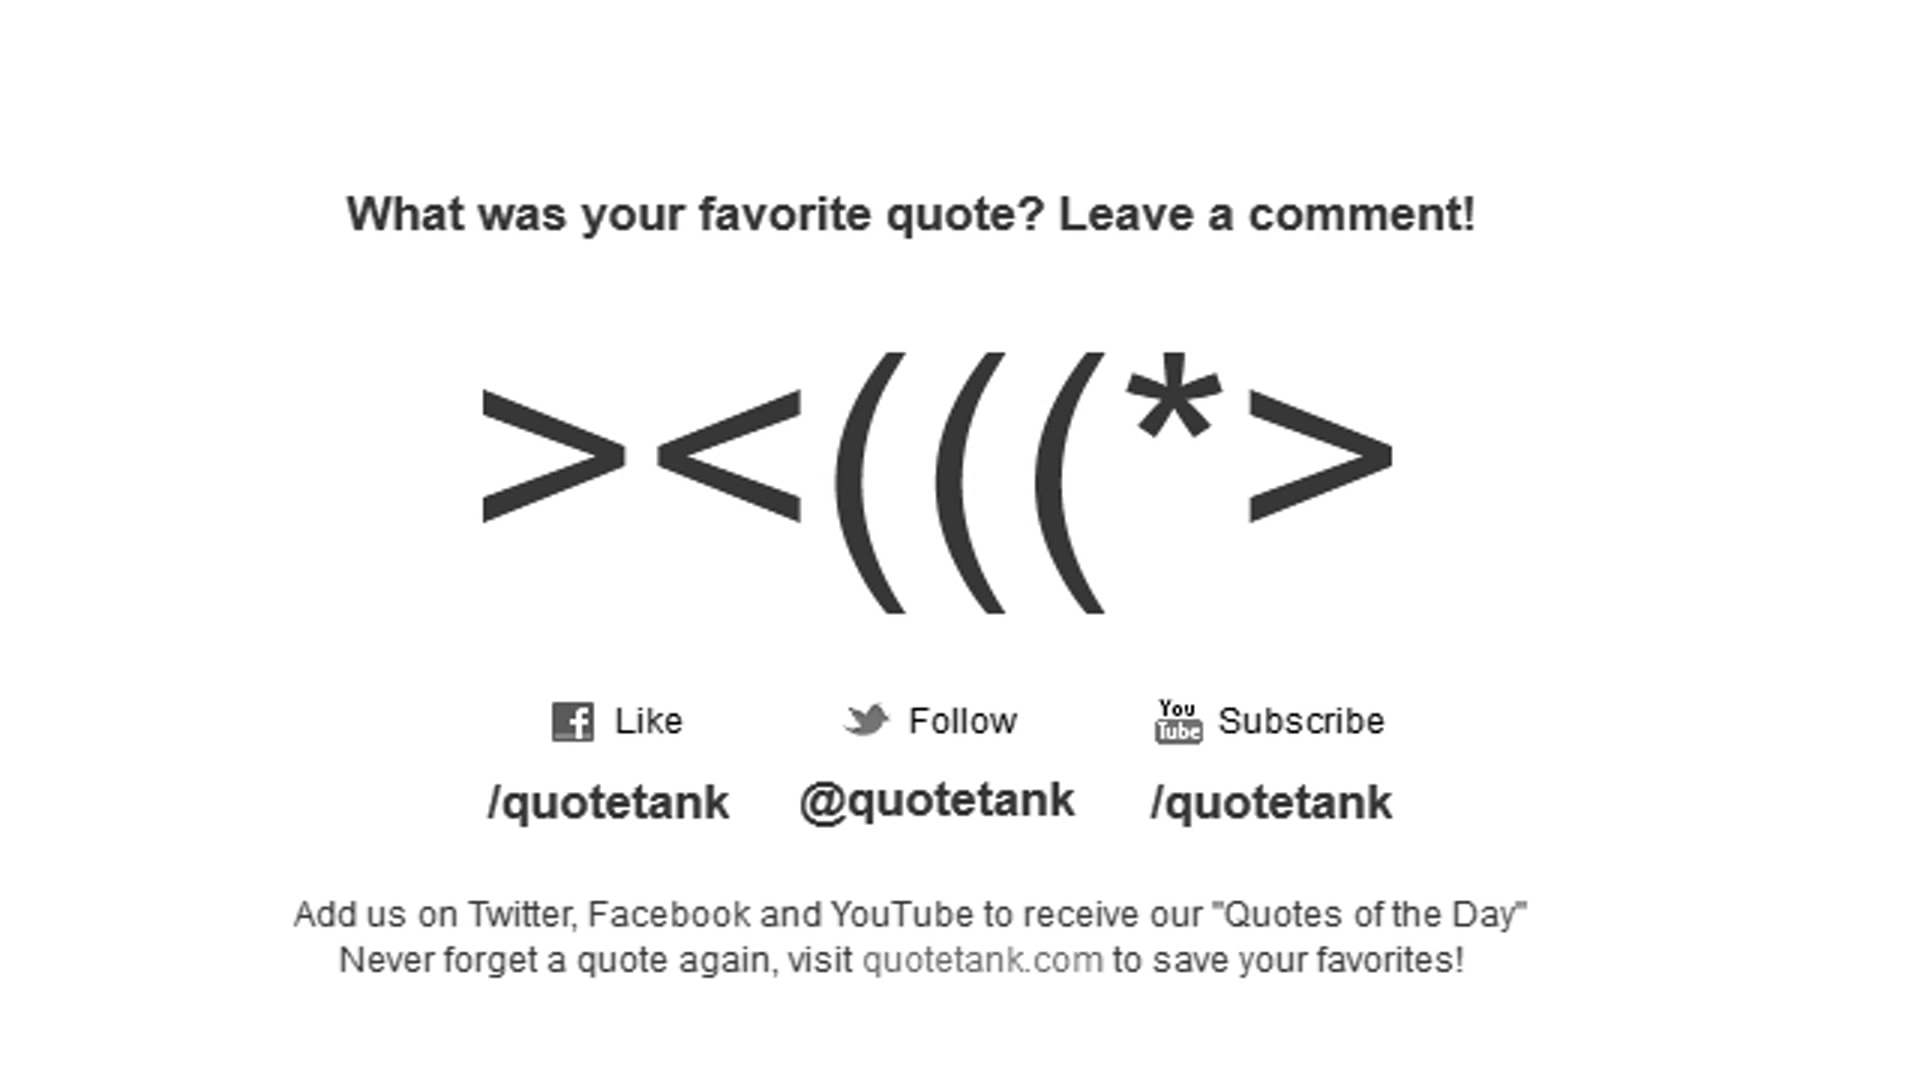 What was your favorite quote? Leave a comment!
><(((*>
f Like Follow You Tube Subscribe
/quotetank @quotetank /quotetank
Add us on Twitter, Facebook and YouTube to receive our "Quotes of the Day"
Never forget a quote again, visit quotetank.com to save your favorites!